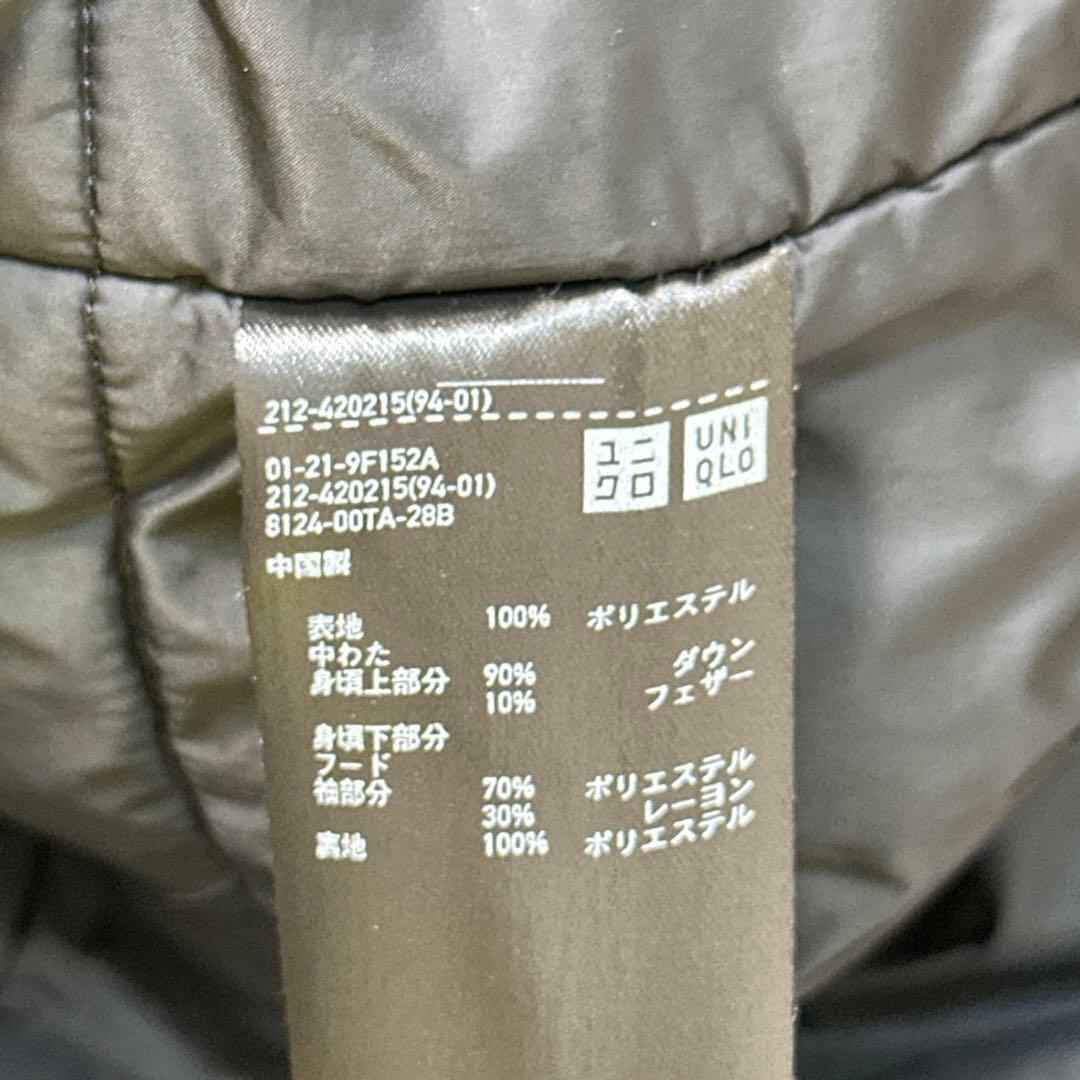 212-420215(94-01)
01-21-9F152A
212-420215(94-01)
8124-00TA-28B
中国製
ユニ
クロ
UNI
QLO
表地 100% ポリエステル
中わた
身頃上部分 90% ダウン
10% フェザー
身頃下部分
フード
袖部分 70% ポリエステル
30% レーヨン
裏地 100% ポリエステル